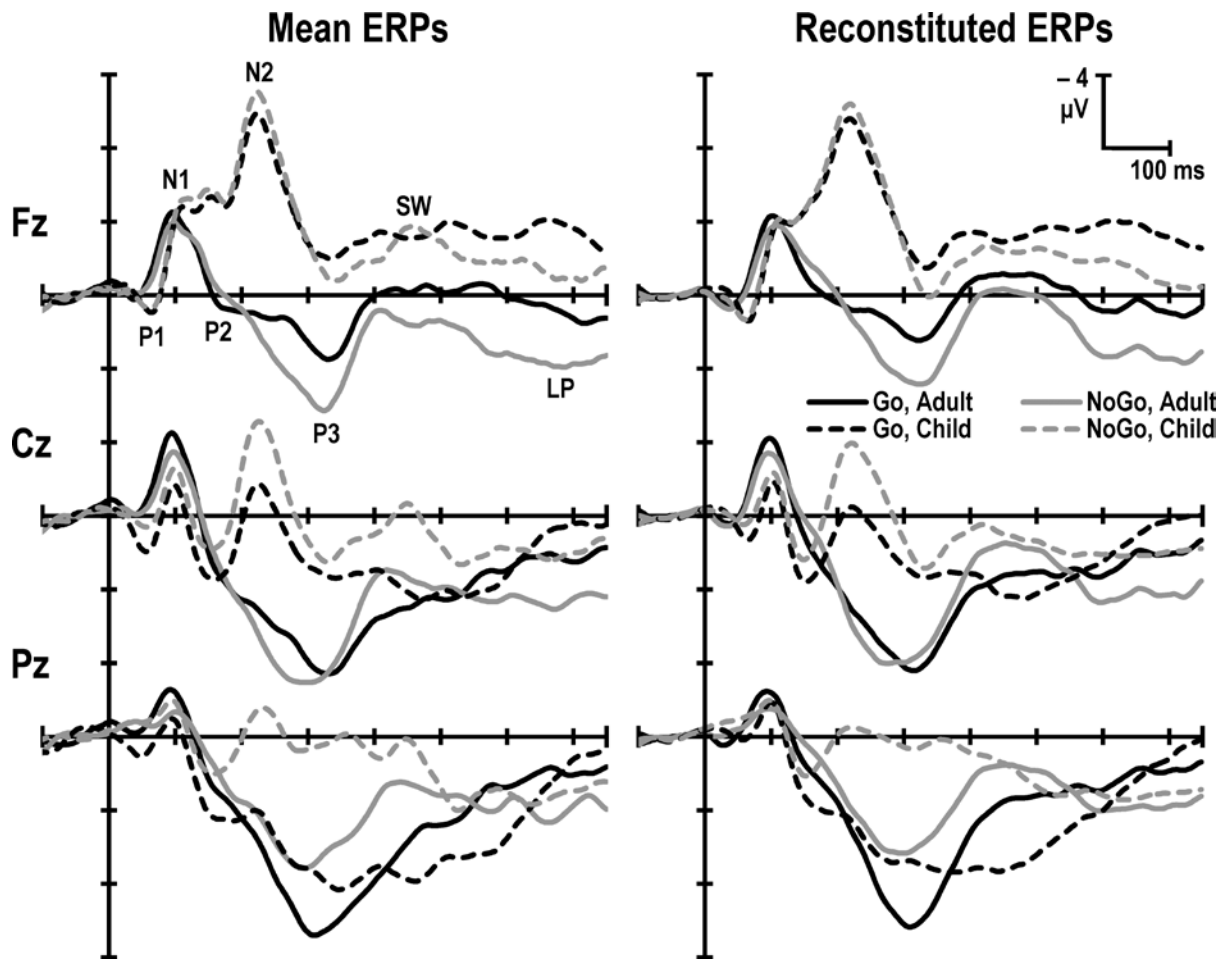 Mean ERPs
Reconstituted ERPs
N2
– 4
µV
100 ms
N1
SW
Fz
P1
P2
LP
P3
Go, Adult
NoGo, Adult
Go, Child
NoGo, Child
Cz
Pz